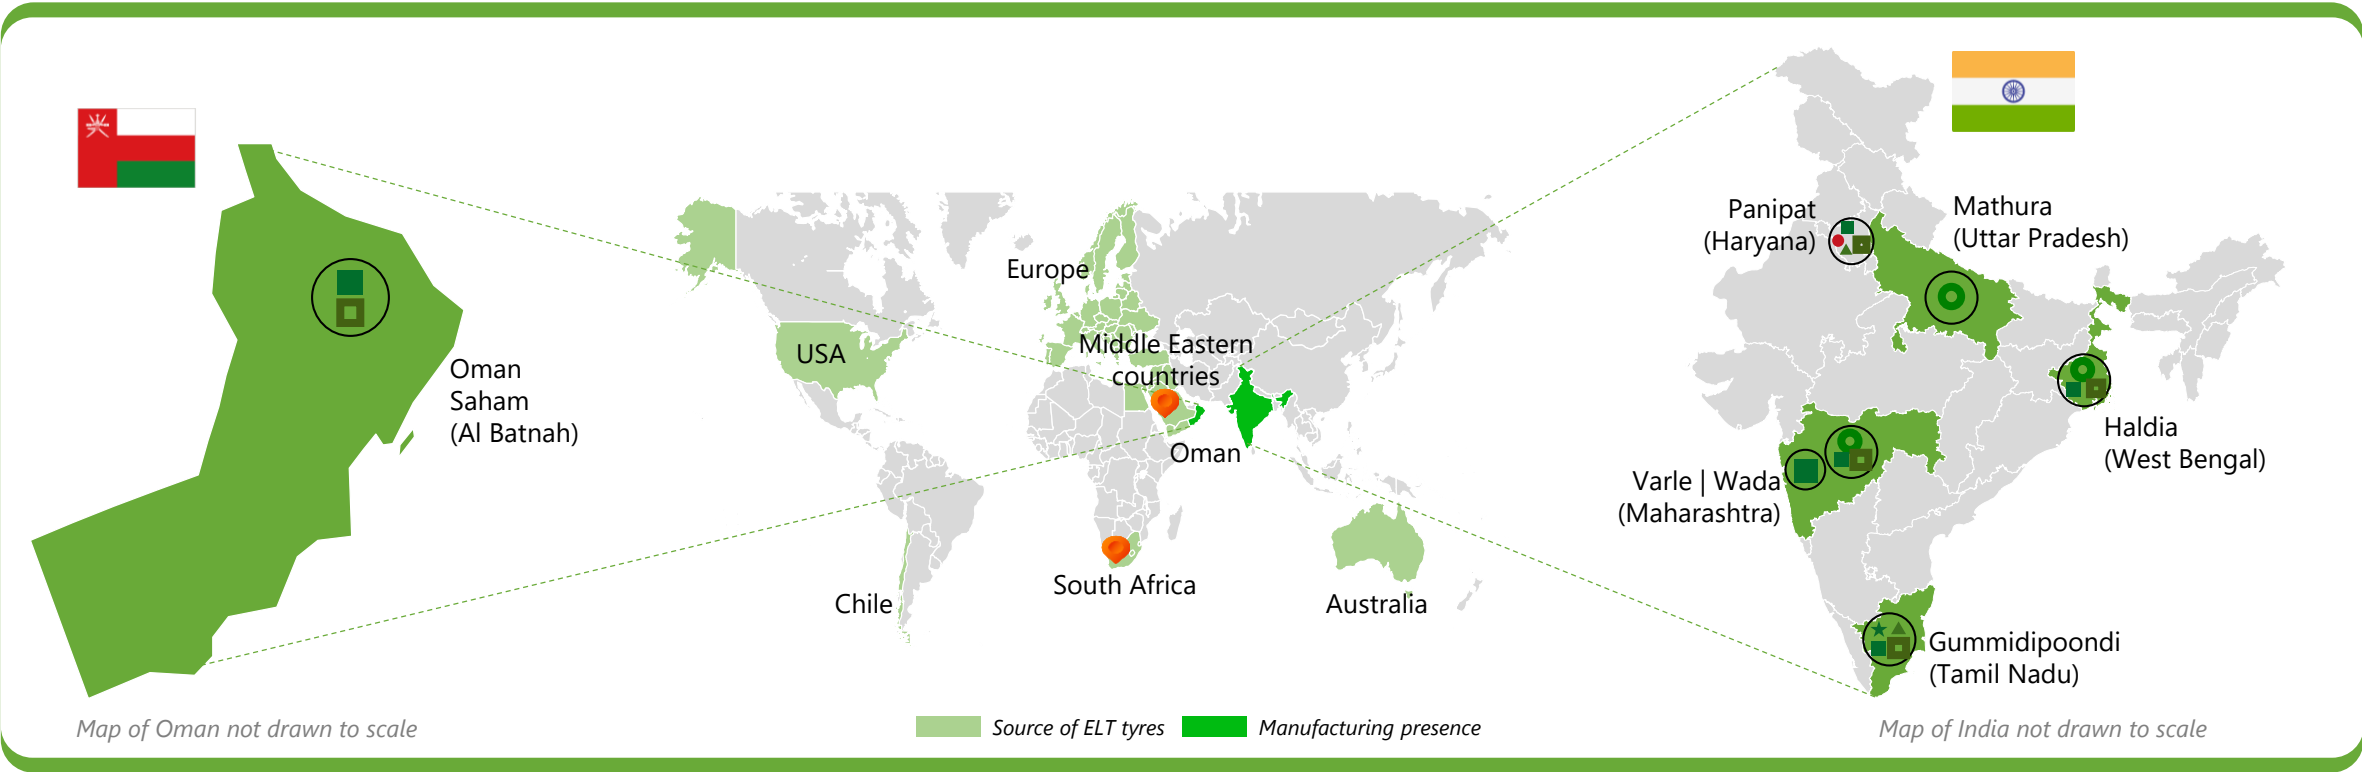 Panipat
(Haryana)
Mathura
(Uttar Pradesh)
Europe
Middle Eastern
countries
USA
Oman
Saham
(Al Batnah)
Oman
Haldia
(West Bengal)
Varle | Wada
(Maharashtra)
South Africa
Chile
Australia
Gummidipoondi
(Tamil Nadu)
Map of Oman not drawn to scale
Source of ELT tyres
Manufacturing presence
Map of India not drawn to scale